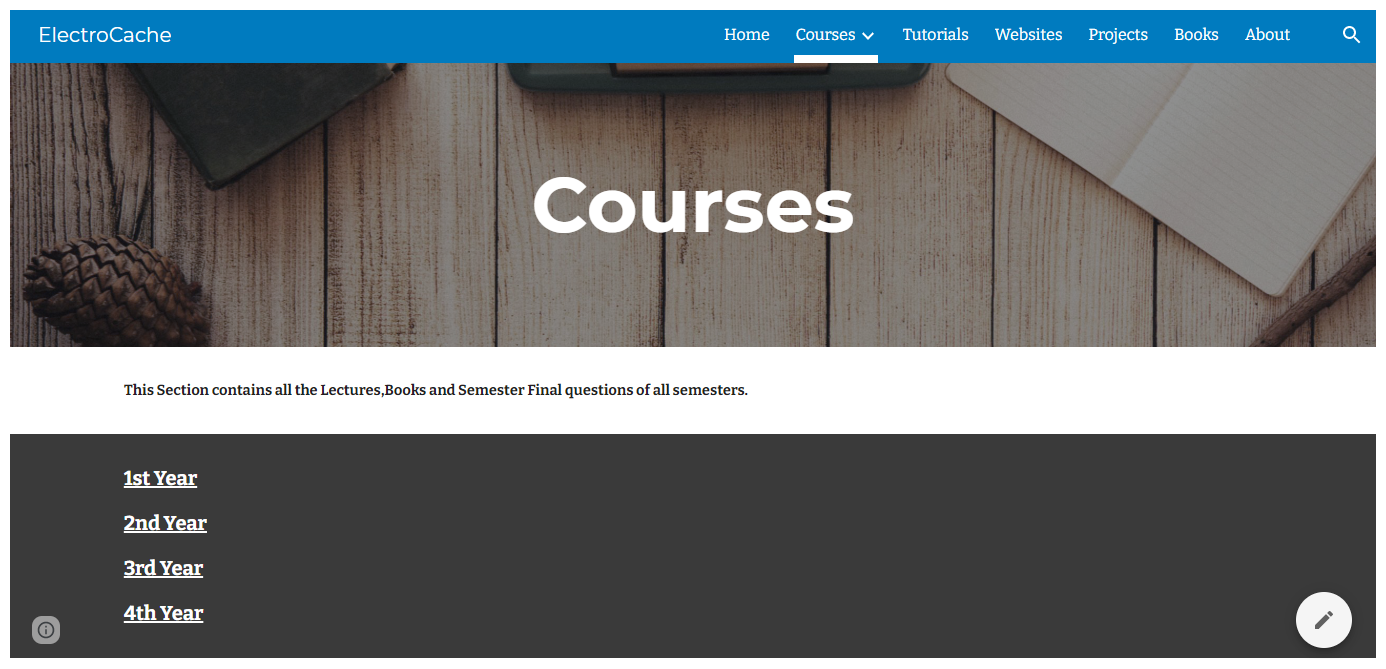 ElectroCache
Home Courses Tutorials Websites Projects Books About
Courses
This Section contains all the Lectures,Books and Semester Final questions of all semesters.
1st Year
2nd Year
3rd Year
4th Year